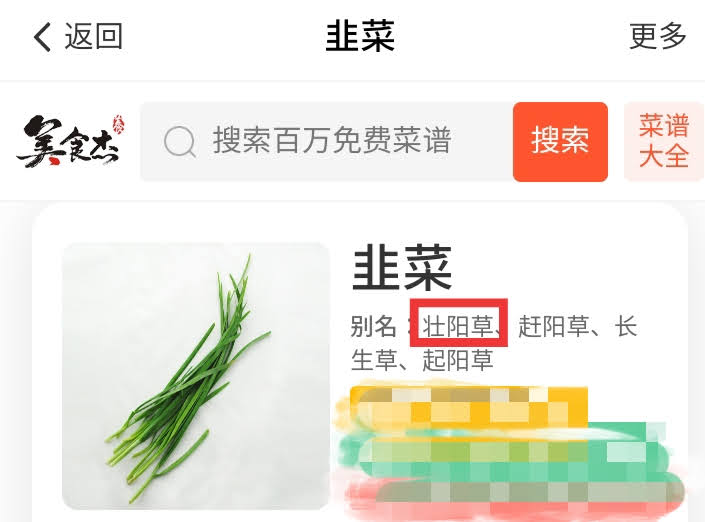 返回
韭菜
更多
美食杰
搜索百万免费菜谱
搜索
菜谱
大全
韭菜
别名：壮阳草、赶阳草、长
生草、起阳草